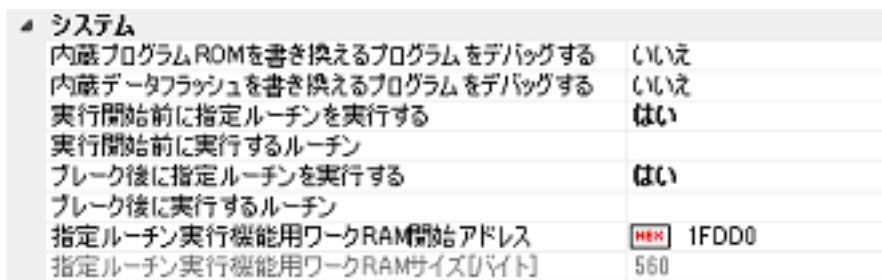 システム
内蔵プログラムROMを書き換えるプログラムをデバッグする いいえ
内蔵データフラッシュを書き換えるプログラムをデバッグする いいえ
実行開始前に指定ルーチンを実行する はい
実行開始前に実行するルーチン
ブレーク後に指定ルーチンを実行する はい
ブレーク後に実行するルーチン
指定ルーチン実行機能用ワークRAM開始アドレス HEX 1FDD0
指定ルーチン実行機能用ワークRAMサイズ[バイト] 560